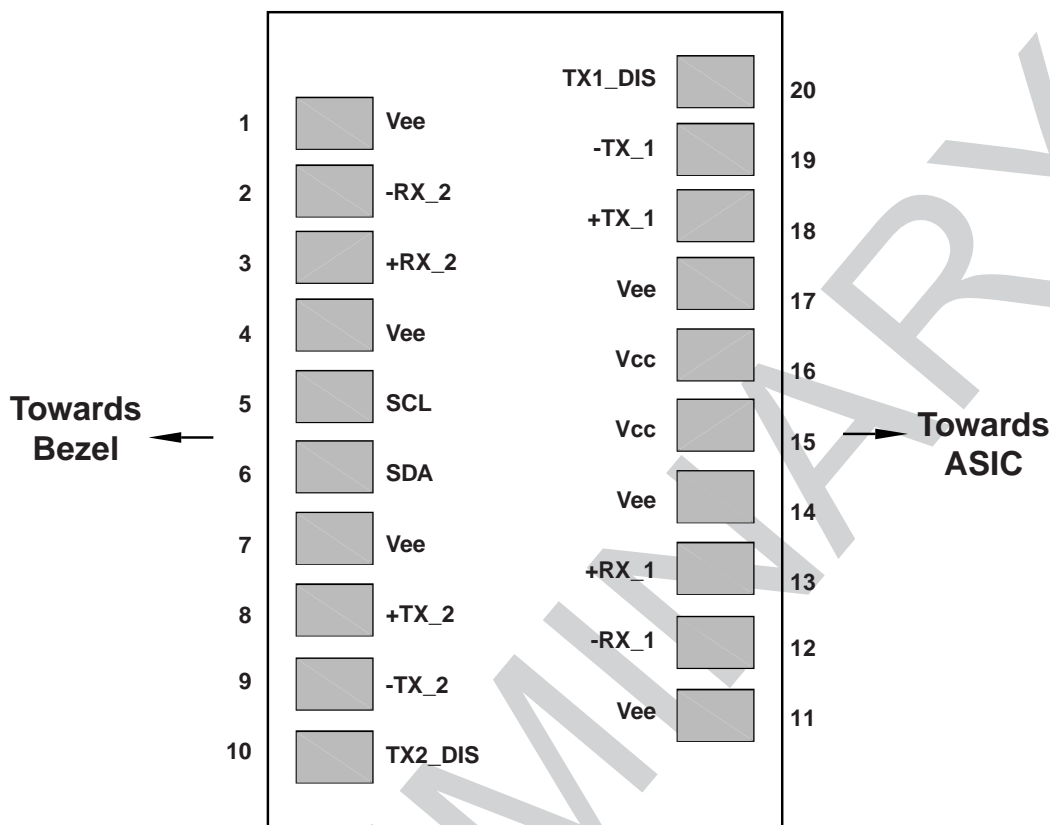 TX1_DIS 20
1 Vee
-TX_1 19
2 -RX_2
+TX_1 18
3 +RX_2
Vee 17
4 Vee
Vcc 16
5 SCL
Towards
Bezel
Vcc 15
Towards
ASIC
6 SDA
Vee 14
7 Vee
+RX_1 13
8 +TX_2
-RX_1 12
9 -TX_2
Vee 11
10 TX2_DIS
MINARY